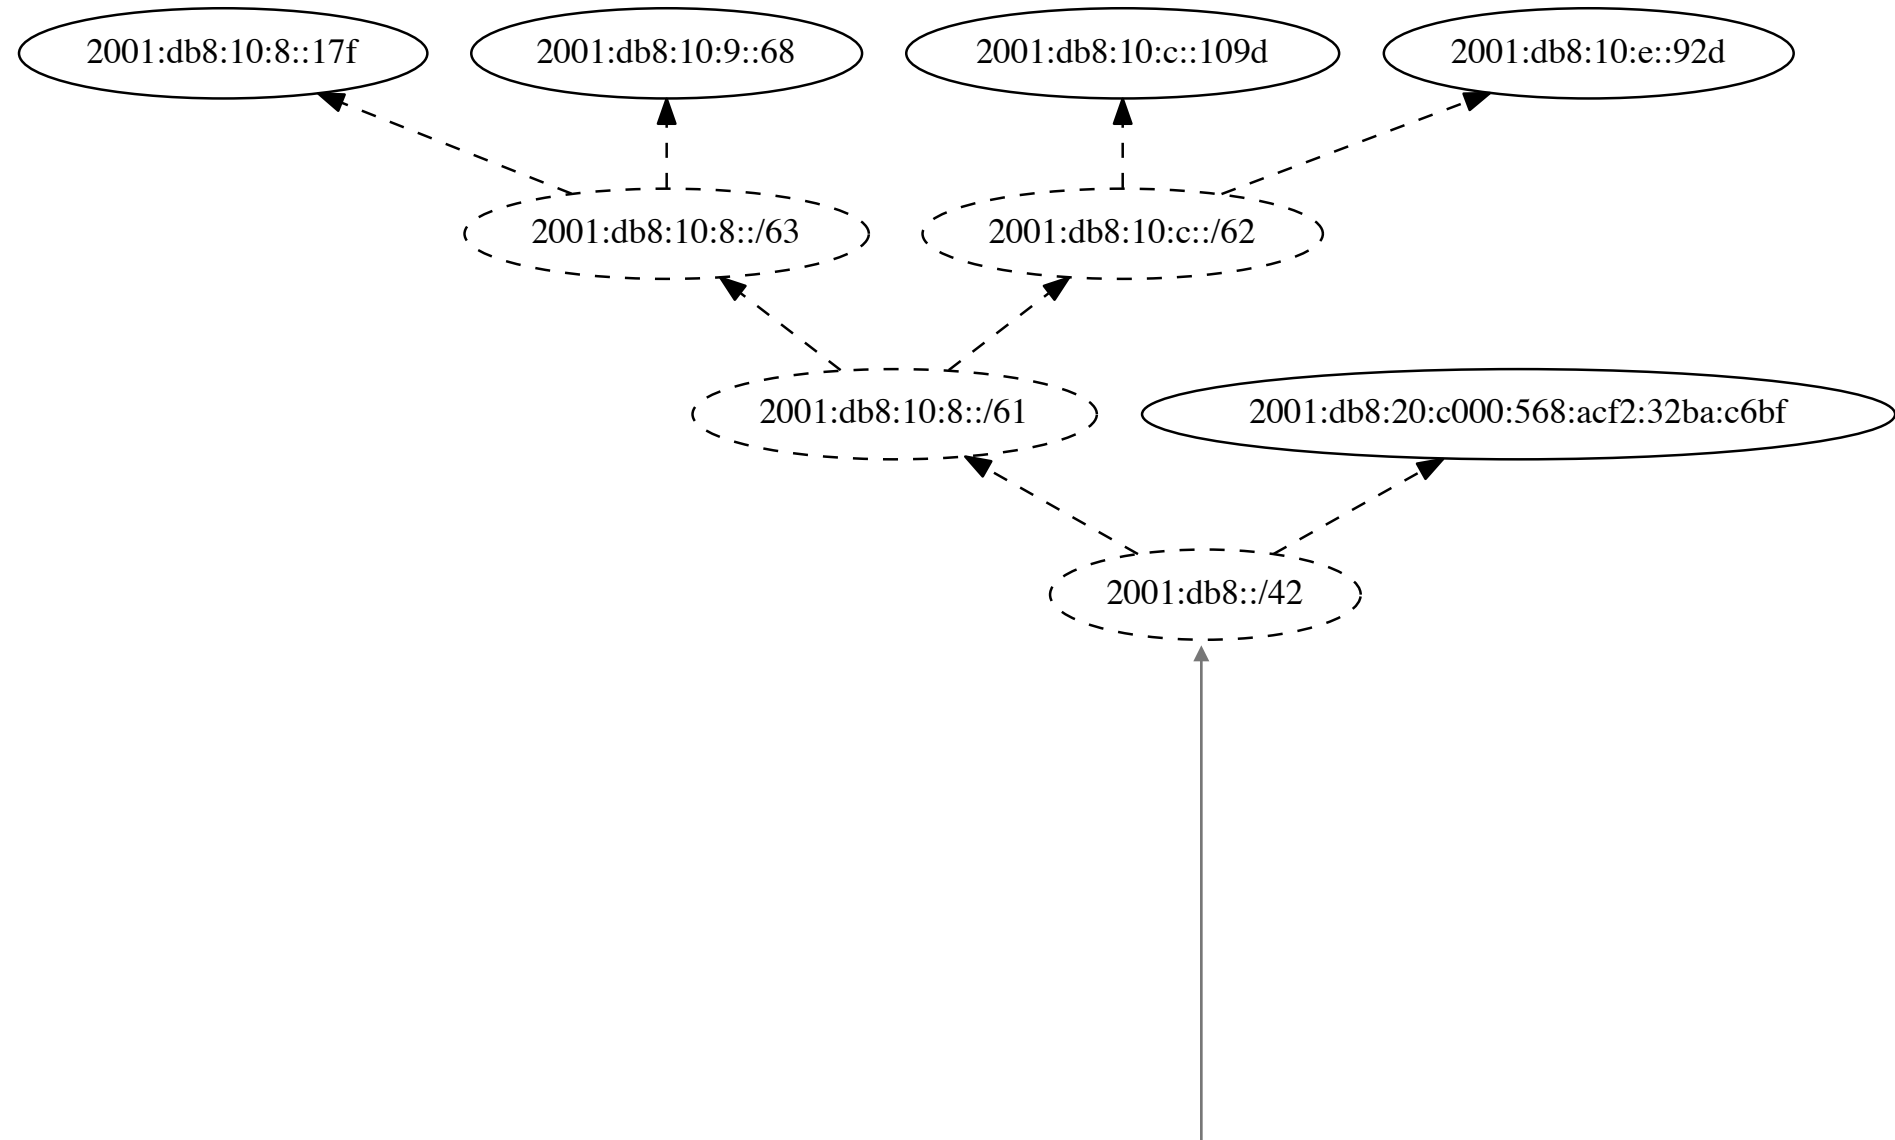 2001:db8:10:8::17f
2001:db8:10:9::68
2001:db8:10:c::109d
2001:db8:10:e::92d
2001:db8:10:8::/63
2001:db8:10:c::/62
2001:db8:10:8::/61
2001:db8:20:c000:568:acf2:32ba:c6bf
2001:db8::/42